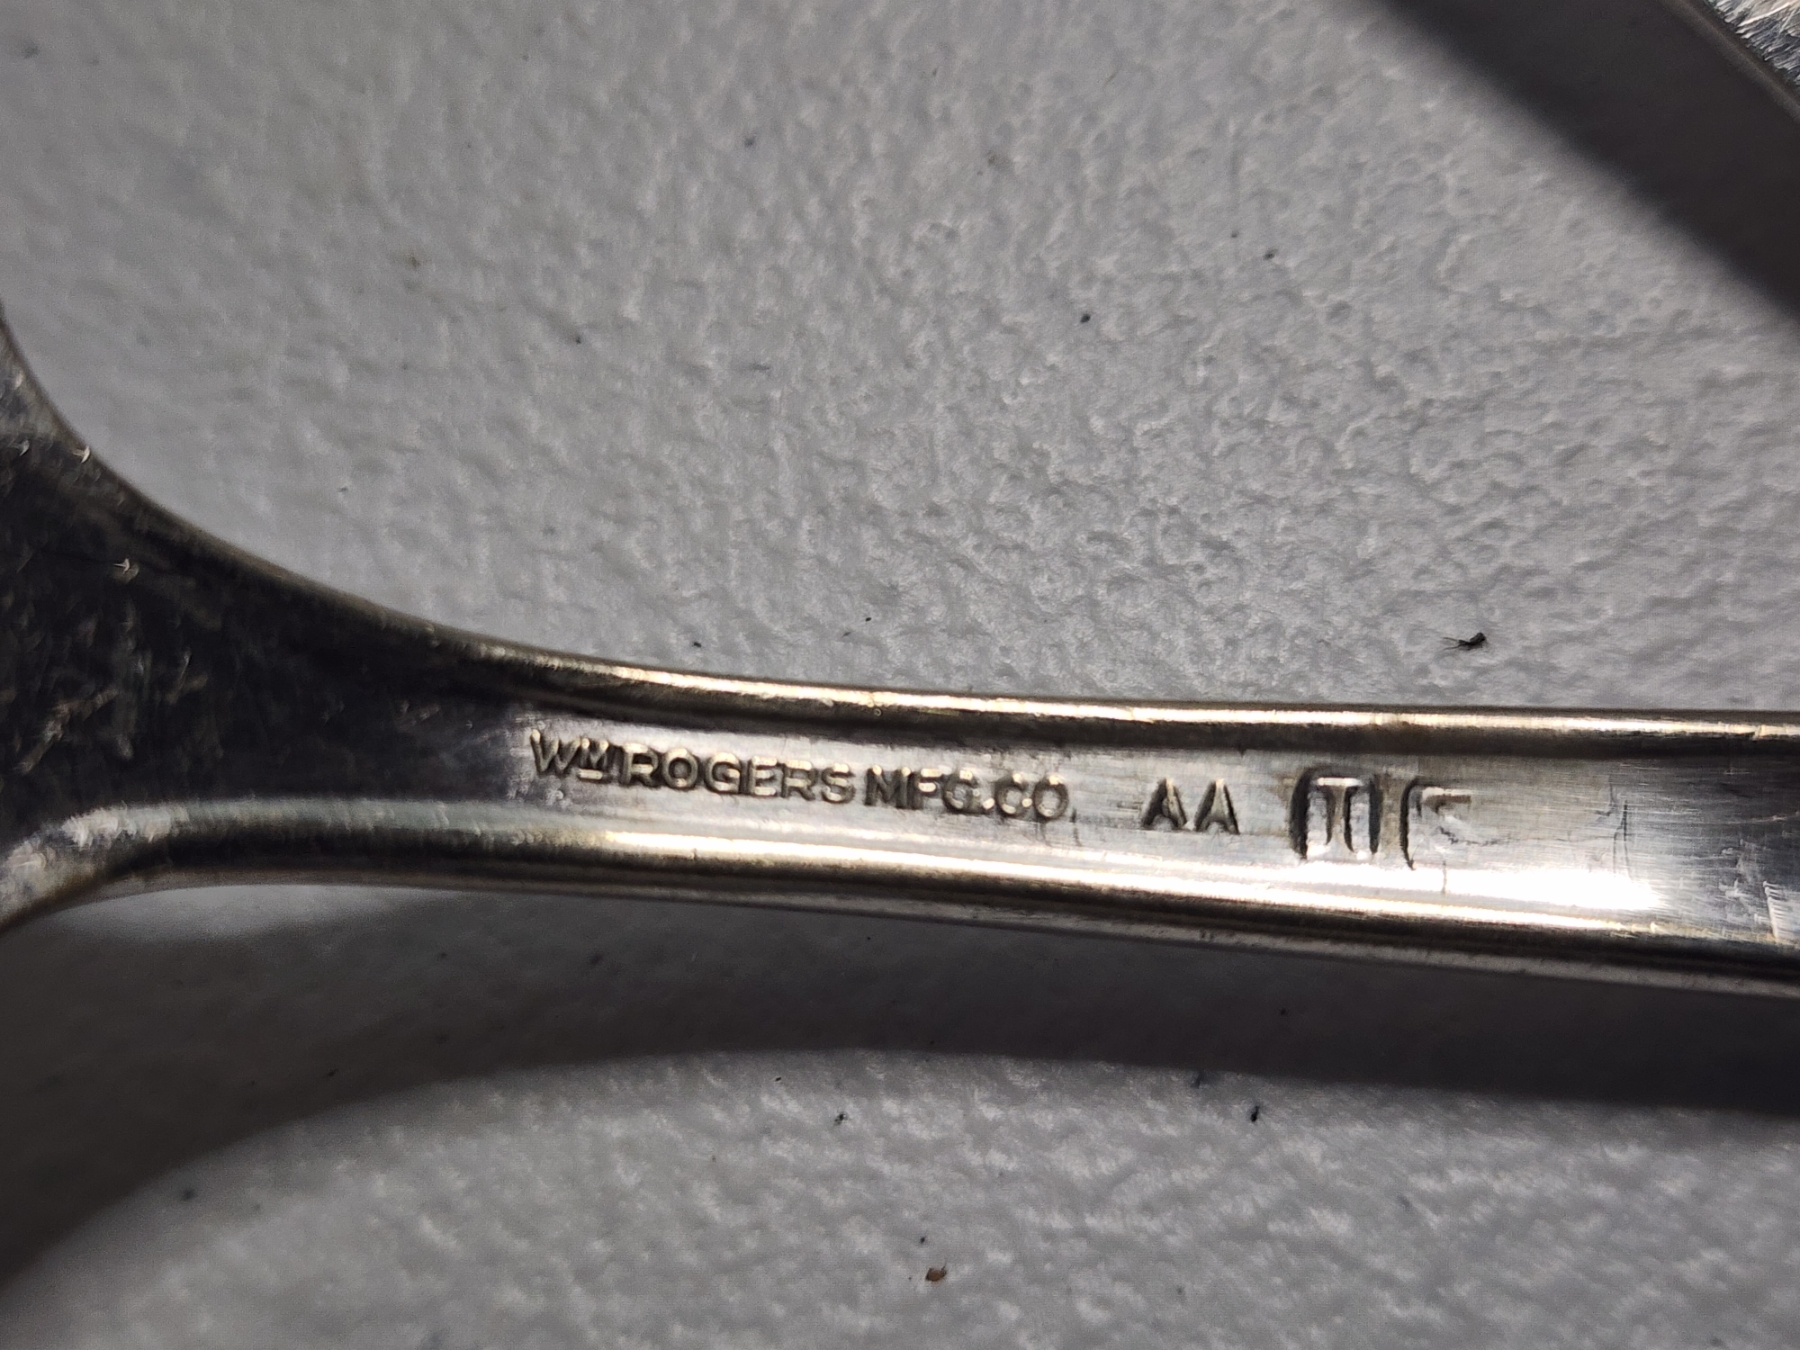 WM ROGERS MFG. CO. AA